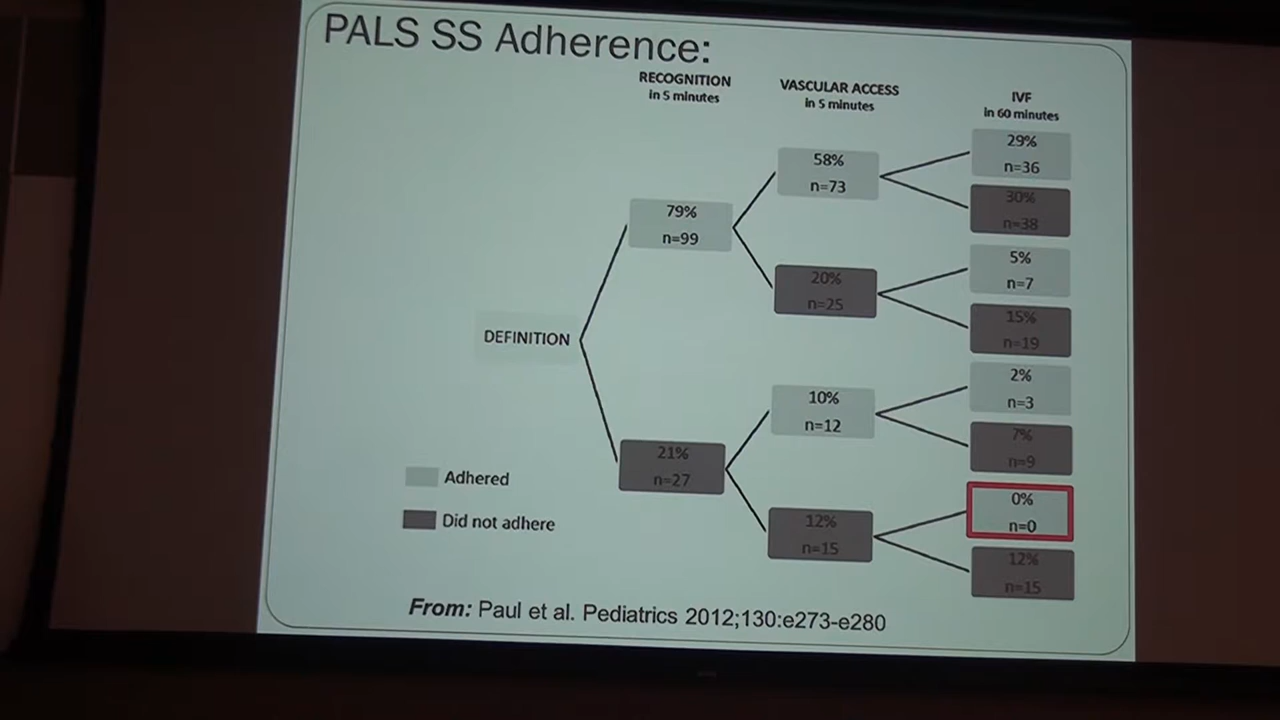 PALS SS Adherence:
RECOGNITION
in 5 minutes
VASCULAR ACCESS
in 5 minutes
IVF
in 60 minutes
DEFINITION
79%
n=99
21%
n=27
58%
n=73
20%
n=25
10%
n=12
12%
n=15
29%
n=36
30%
n=38
5%
n=7
15%
n=19
2%
n=3
7%
n=9
0%
n=0
12%
n=15
Adhered
Did not adhere
From: Paul et al. Pediatrics 2012;130:e273-e280